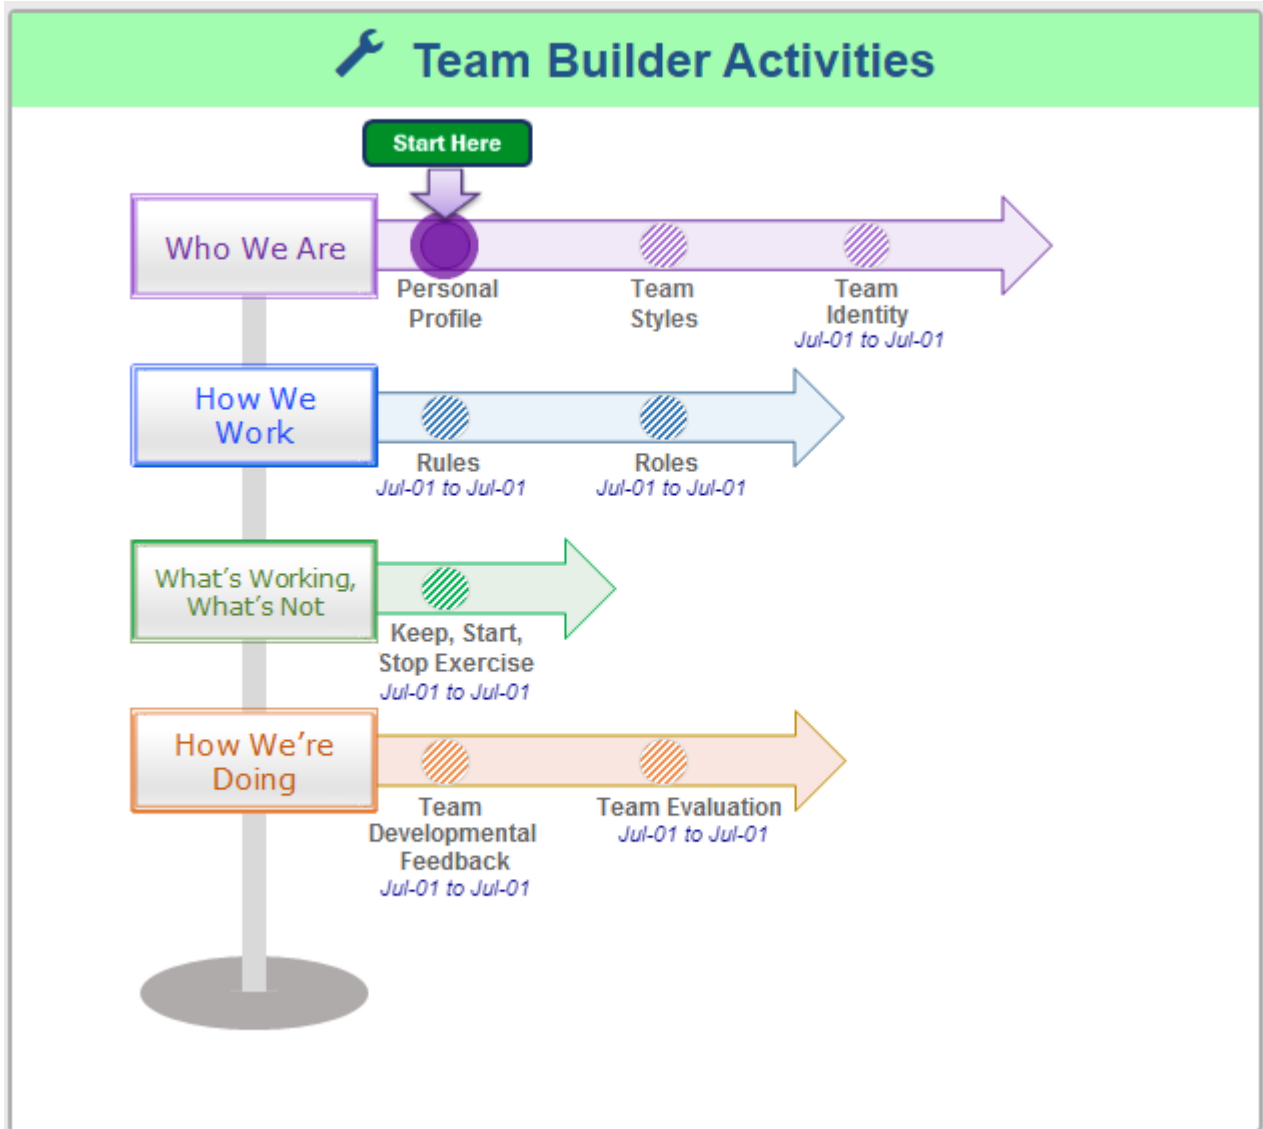 Team Builder Activities
Start Here
Who We Are
Personal
Profile
Team
Styles
Team
Identity
Jul-01 to Jul-01
How We
Work
Rules
Jul-01 to Jul-01
Roles
Jul-01 to Jul-01
What's Working,
What's Not
Keep, Start,
Stop Exercise
Jul-01 to Jul-01
How We're
Doing
Team
Developmental
Feedback
Jul-01 to Jul-01
Team Evaluation
Jul-01 to Jul-01